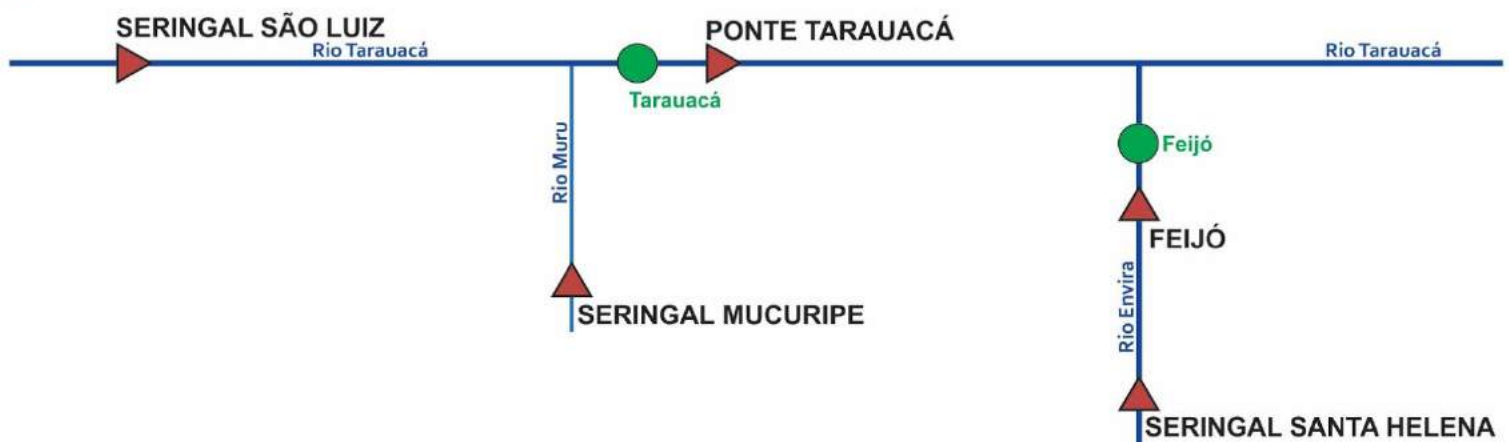 SERINGAL SÃO LUIZ
Rio Tarauacá
PONTE TARAUACÁ
Rio Tarauacá
Tarauacá
Rio Muru
Feijó
FEIJÓ
Rio Envira
SERINGAL MUCURIPE
SERINGAL SANTA HELENA